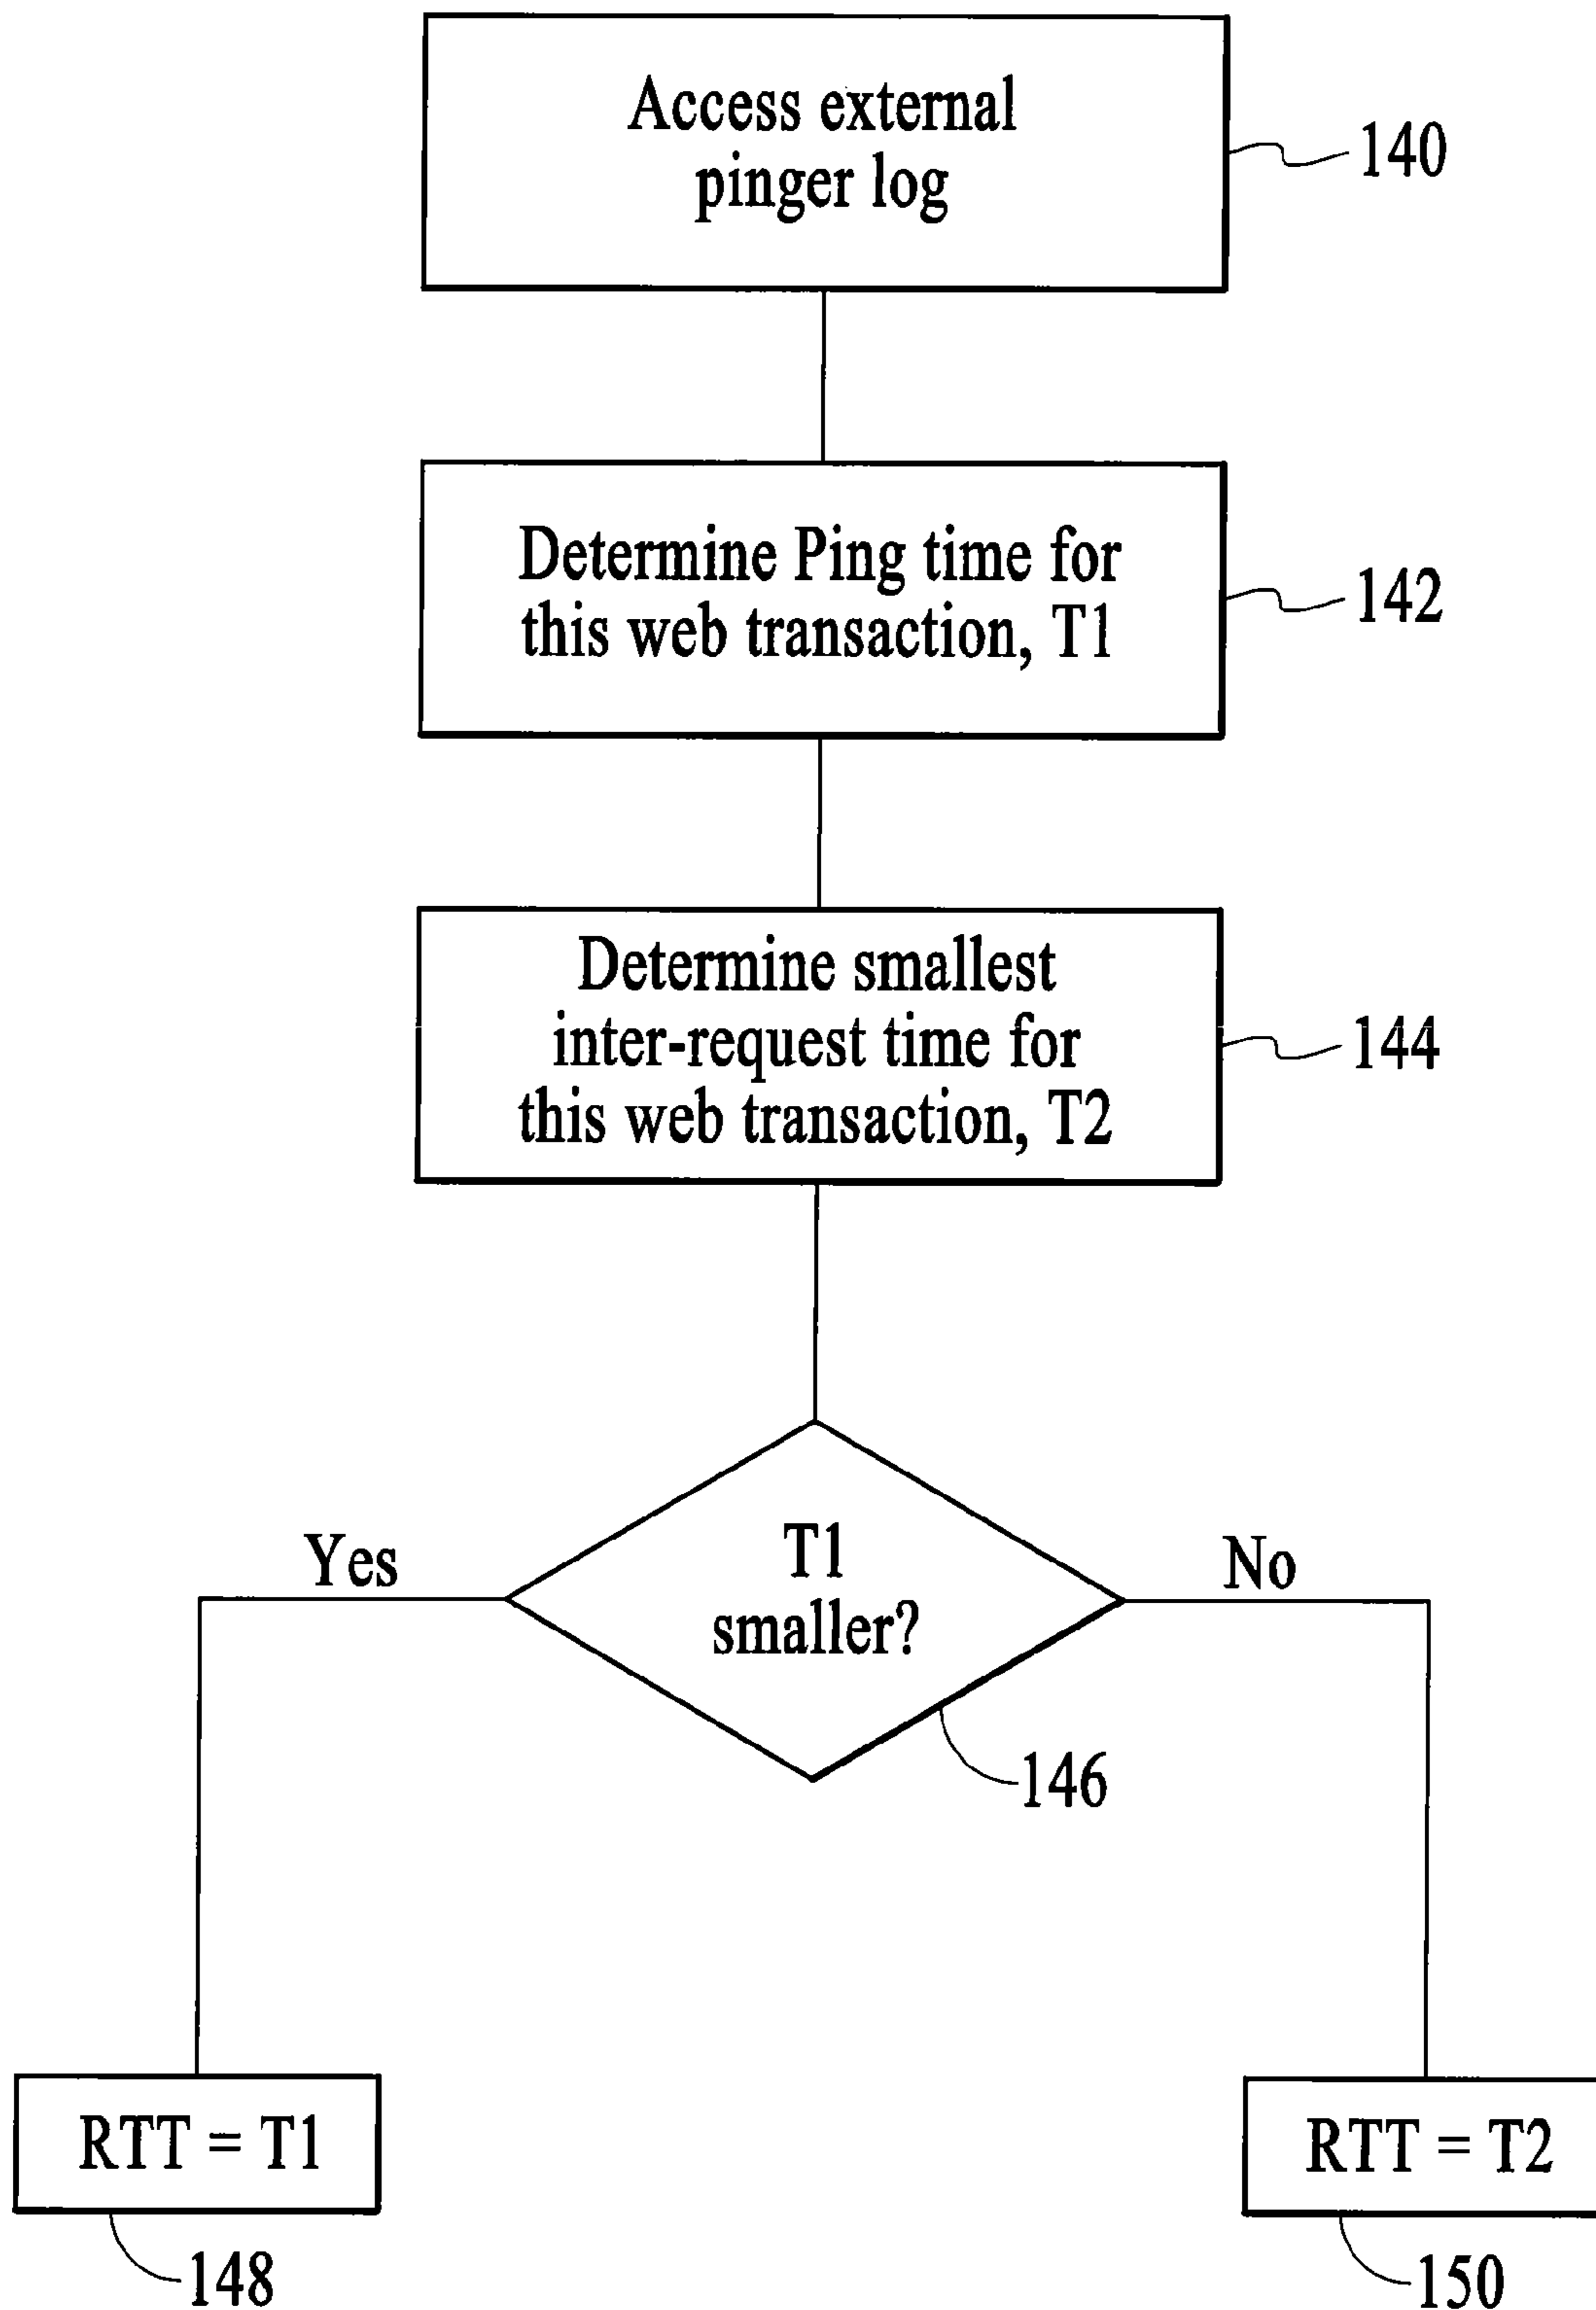 Access external
pinger log
140
Determine Ping time for
this web transaction, T1
142
Determine smallest
inter-request time for
this web transaction, T2
144
T1
smaller?
Yes
No
146
RTT = T1
RTT = T2
148
150